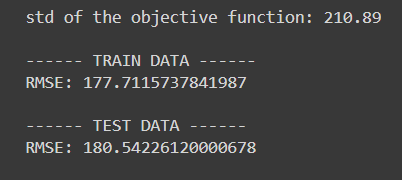 std of the objective function: 210.89
------ TRAIN DATA ------
RMSE: 177.7115737841987
------ TEST DATA ------
RMSE: 180.54226120000678